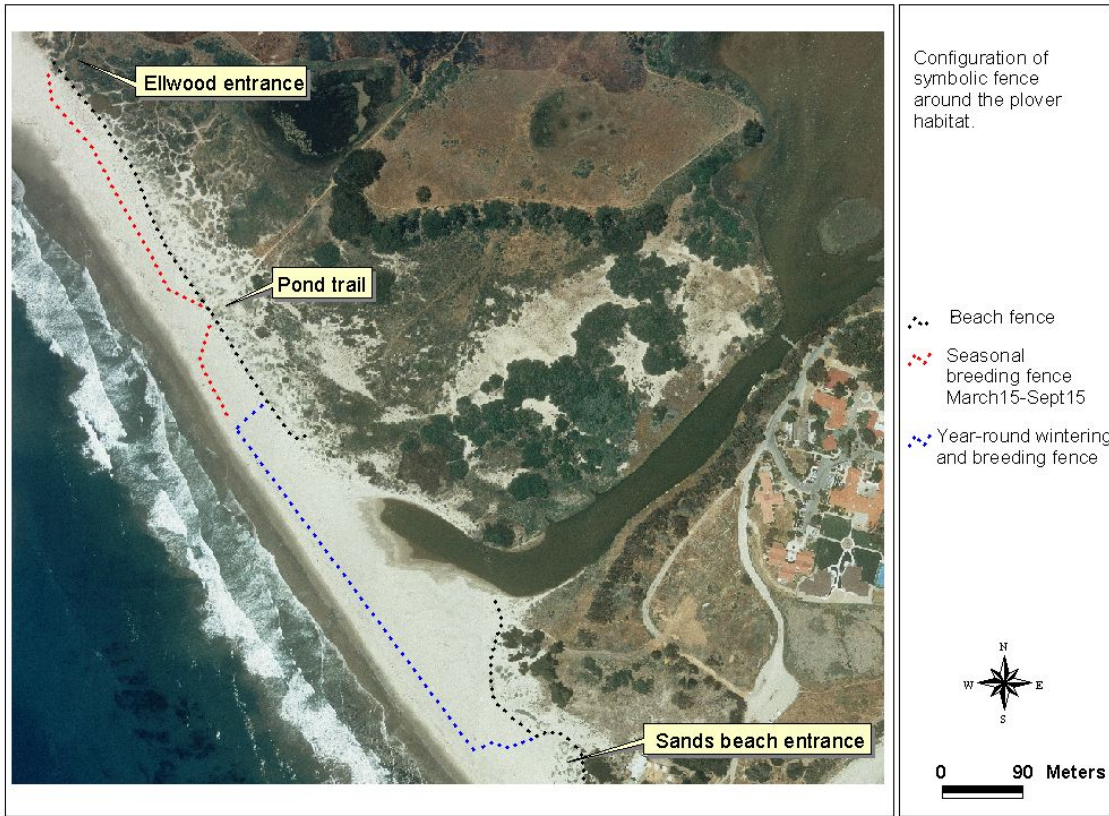 Ellwood entrance
Pond trail
Sands beach entrance
Configuration of
symbolic fence
around the plover
habitat.
Beach fence
Seasonal
breeding fence
March15-Sept15
Year-round wintering
and breeding fence
N
W E
S
0 90 Meters